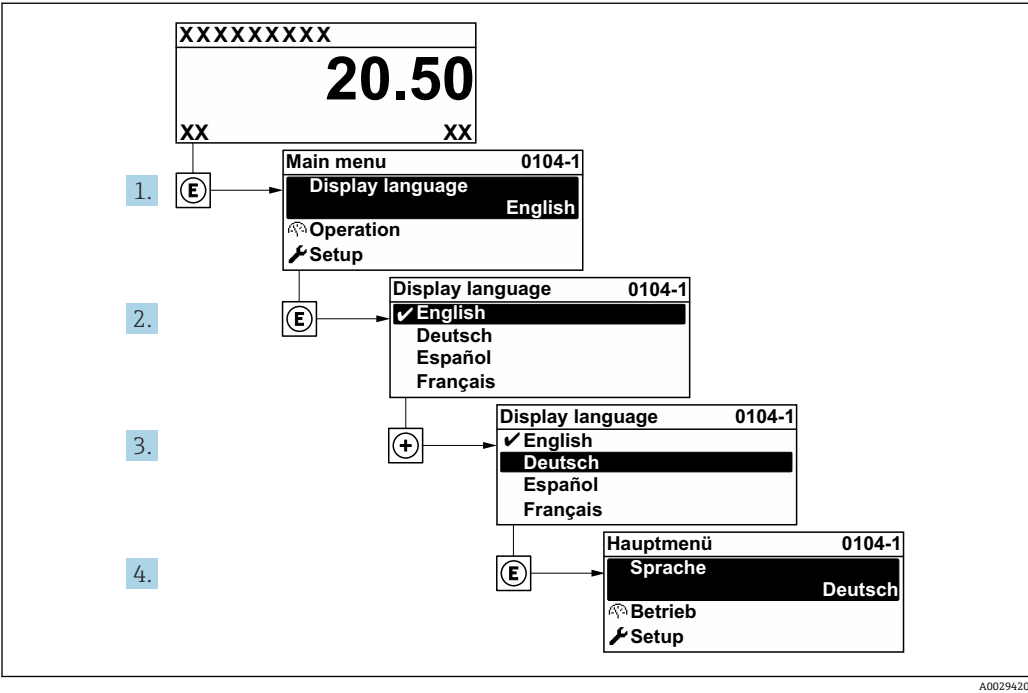 XXXXXXXXX
20.50
XX XX
Main menu 0104-1
1. E Display language
English
Operation
Setup
Display language 0104-1
2. E ✔English
Deutsch
Español
Français
Display language 0104-1
3. + ✔English
Deutsch
Español
Français
Hauptmenü 0104-1
4. E Sprache
Deutsch
Betrieb
Setup
A0029420